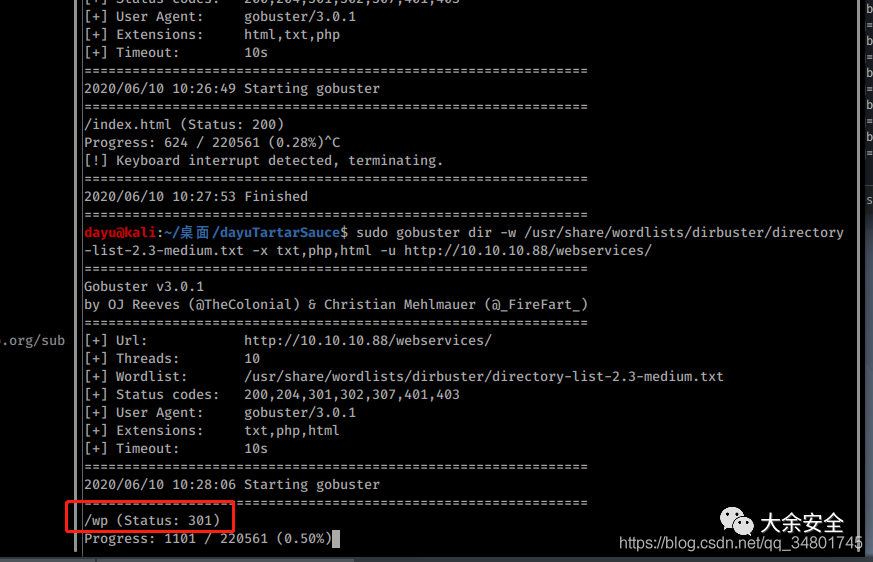 [+] Status codes: 200,204,301,302,307,401,403
[+] User Agent: gobuster/3.0.1
[+] Extensions: html,txt,php
[+] Timeout: 10s
===============================================================
2020/06/10 10:26:49 Starting gobuster
===============================================================
/index.html (Status: 200)
Progress: 624 / 220561 (0.28%)^C
[!] Keyboard interrupt detected, terminating.
===============================================================
2020/06/10 10:27:53 Finished
===============================================================
dayu@kali:~/桌面/dayuTartarSauce$ sudo gobuster dir -w /usr/share/wordlists/dirbuster/directory
-list-2.3-medium.txt -x txt,php,html -u http://10.10.10.88/webservices/
===============================================================
Gobuster v3.0.1
by OJ Reeves (@TheColonial) & Christian Mehlmauer (@_FireFart_)
===============================================================
.org/sub
[+] Url: http://10.10.10.88/webservices/
[+] Threads: 10
[+] Wordlist: /usr/share/wordlists/dirbuster/directory-list-2.3-medium.txt
[+] Status codes: 200,204,301,302,307,401,403
[+] User Agent: gobuster/3.0.1
[+] Extensions: txt,php,html
[+] Timeout: 10s
===============================================================
2020/06/10 10:28:06 Starting gobuster
===============================================================
/wp (Status: 301)
Progress: 1101 / 220561 (0.50%)
大余安全
https://blog.csdn.net/qq_34801745